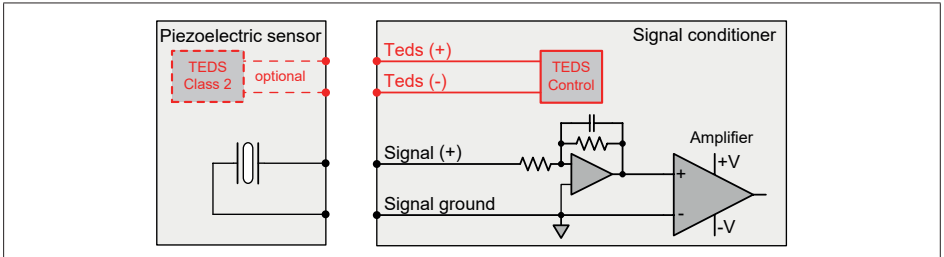 Piezoelectric sensor
TEDS
Class 2
optional
Signal conditioner
Teds (+)
Teds (-)
TEDS
Control
Signal (+)
Signal ground
Amplifier
+V
+
-
-V